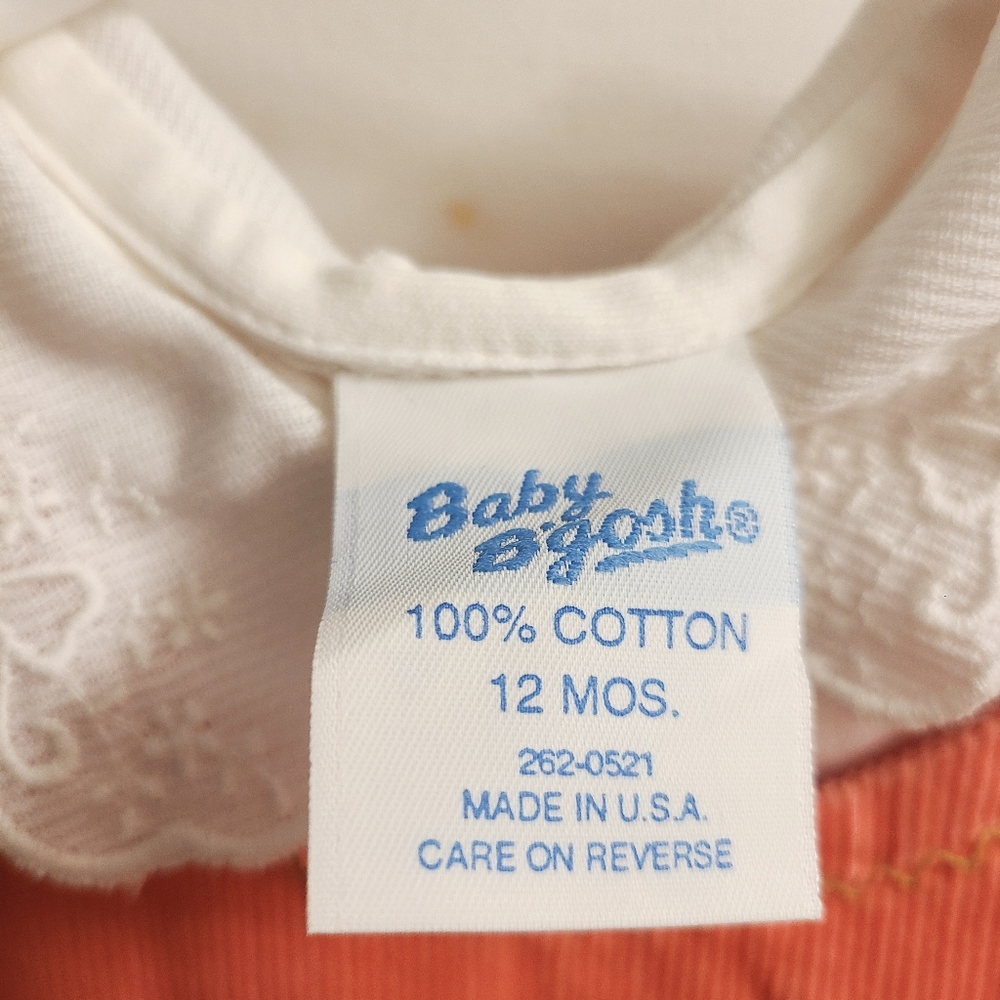 Baby
B'gosh®
100% COTTON
12 MOS.
262-0521
MADE IN U.S.A.
CARE ON REVERSE